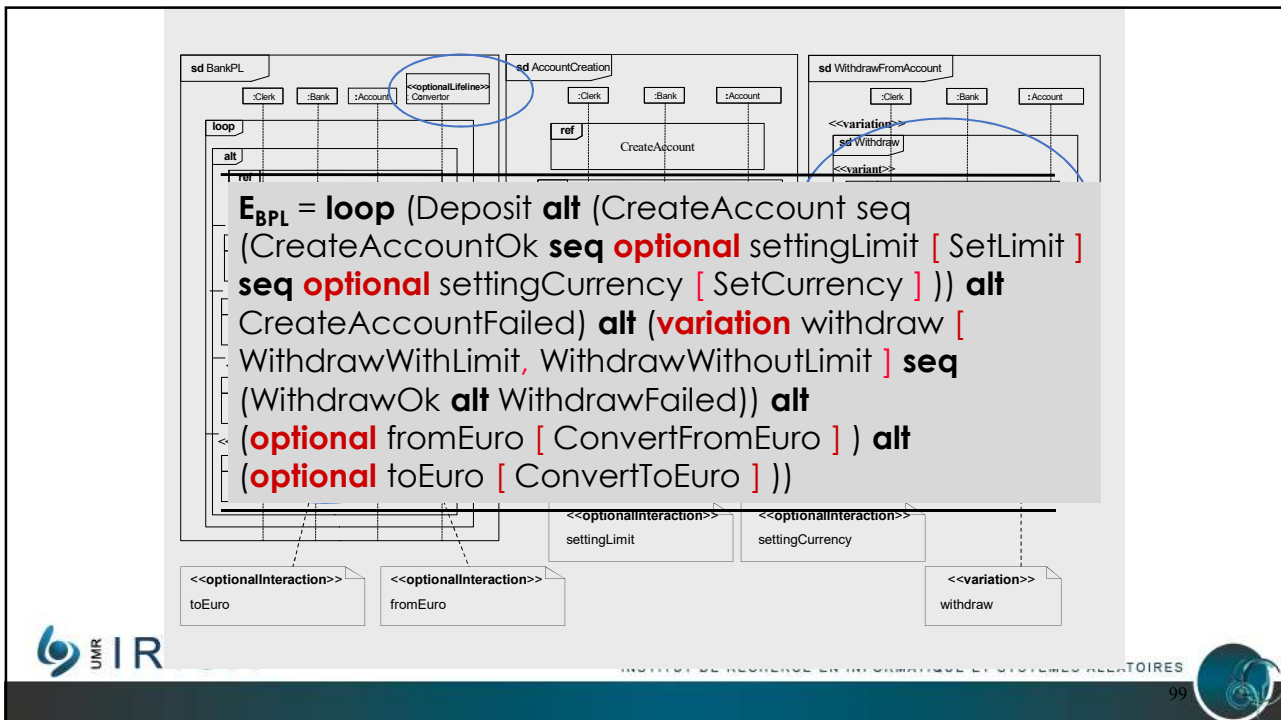 sd BankPL
sd AccountCreation
sd WithdrawFromAccount
:Clerk :Bank :Account <<optionalLifeline>>
: Convertor
:Clerk :Bank :Account
:Clerk :Bank :Account
loop
ref
CreateAccount
<<variation>>
sd Withdraw
alt
<<variant>>
ref
E_BPL = loop (Deposit alt (CreateAccount seq
(CreateAccountOk seq optional settingLimit [ SetLimit ]
seq optional settingCurrency [ SetCurrency ] )) alt
CreateAccountFailed) alt (variation withdraw [
WithdrawWithLimit, WithdrawWithoutLimit ] seq
(WithdrawOk alt WithdrawFailed)) alt
(optional fromEuro [ ConvertFromEuro ] ) alt
(optional toEuro [ ConvertToEuro ] ))
<<optionalInteraction>>
settingLimit
<<optionalInteraction>>
settingCurrency
<<optionalInteraction>>
toEuro
<<optionalInteraction>>
fromEuro
<<variation>>
withdraw
UMR
99